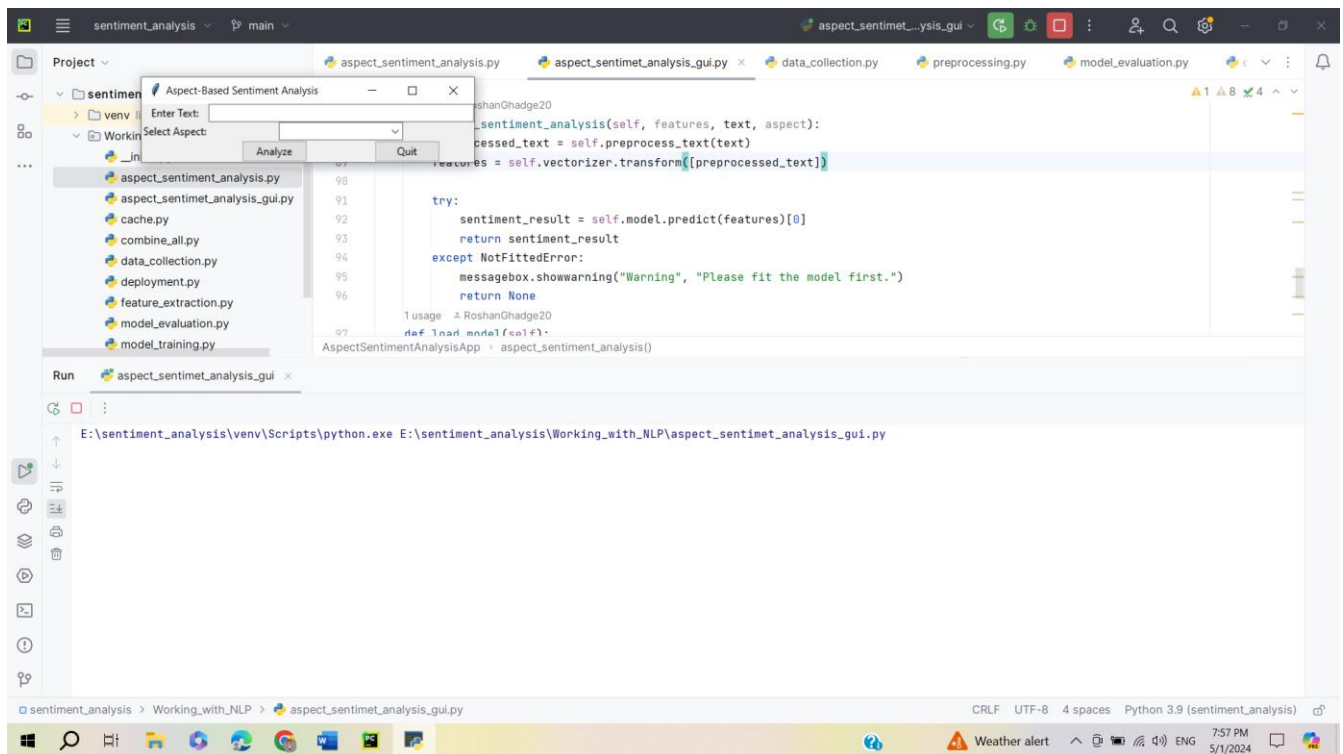 sentiment_analysis main aspect_sentimet_...ysis_gui
Project
aspect_sentiment_analysis.py aspect_sentimet_analysis_gui.py data_collection.py preprocessing.py model_evaluation.py
sentimen
venv
Workin
aspect_sentiment_analysis.py
aspect_sentimet_analysis_gui.py
cache.py
combine_all.py
data_collection.py
deployment.py
feature_extraction.py
model_evaluation.py
model_training.py
Aspect-Based Sentiment Analysis
Enter Text:
Select Aspect:
Analyze Quit
1 8 4
shanGhadge20
_sentiment_analysis(self, features, text, aspect):
cessed_text = self.preprocess_text(text)
features = self.vectorizer.transform([preprocessed_text])
90
91 try:
92 sentiment_result = self.model.predict(features)[0]
93 return sentiment_result
94 except NotFittedError:
95 messagebox.showwarning("Warning", "Please fit the model first.")
96 return None
1 usage RoshanGhadge20
97 def load_model(self):
AspectSentimentAnalysisApp > aspect_sentiment_analysis()
Run aspect_sentimet_analysis_gui
E:\sentiment_analysis\venv\Scripts\python.exe E:\sentiment_analysis\Working_with_NLP\aspect_sentimet_analysis_gui.py
sentiment_analysis > Working_with_NLP > aspect_sentimet_analysis_gui.py CRLF UTF-8 4 spaces Python 3.9 (sentiment_analysis)
Weather alert ENG 7:57 PM
5/1/2024